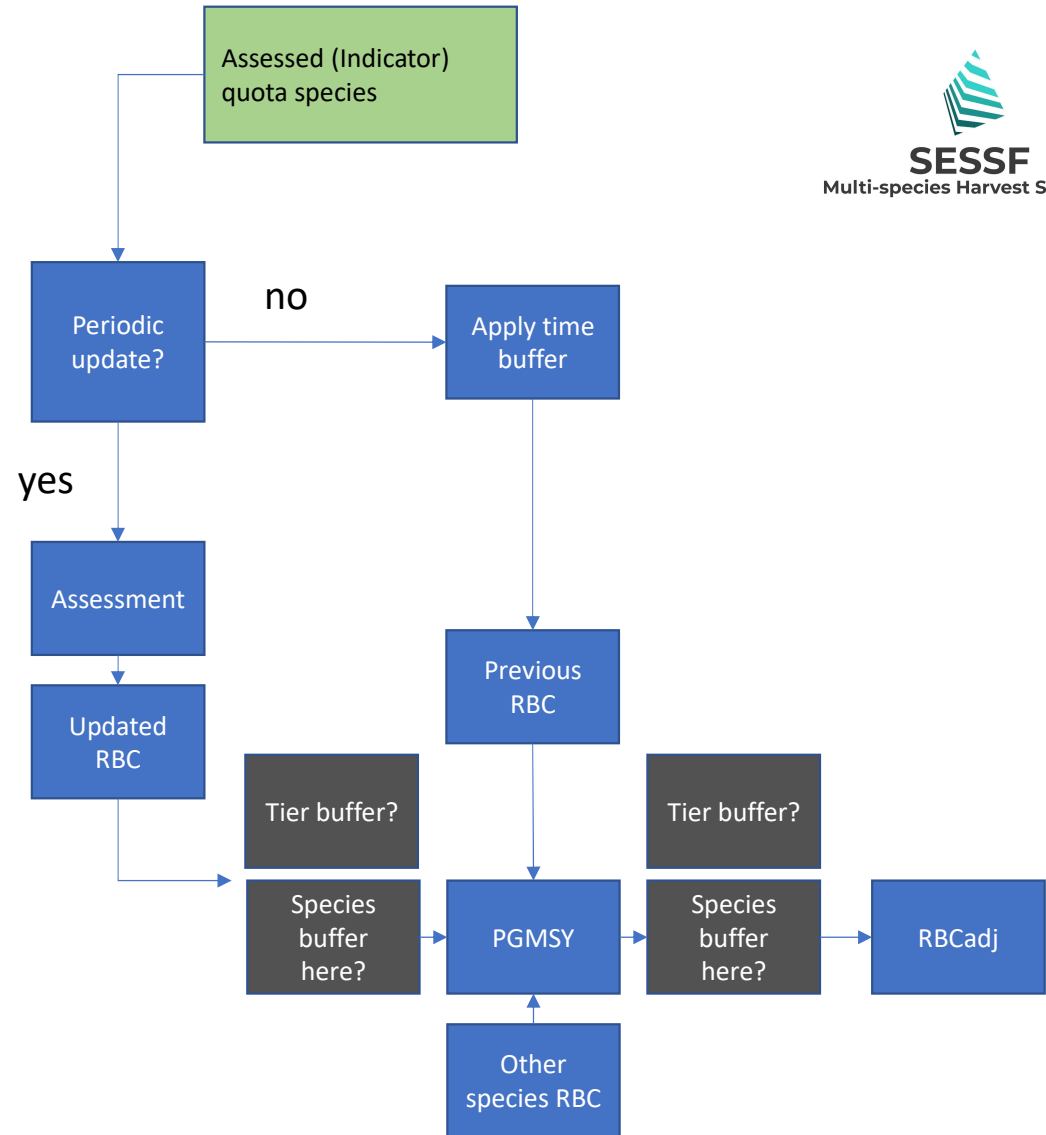 Assessed (Indicator)
quota species
SESSF
Multi-species Harvest S
no
Periodic
update?
Apply time
buffer
yes
Assessment
Previous
RBC
Updated
RBC
Tier buffer?
Tier buffer?
Species
buffer
here?
PGMSY
Species
buffer
here?
RBCadj
Other
species RBC